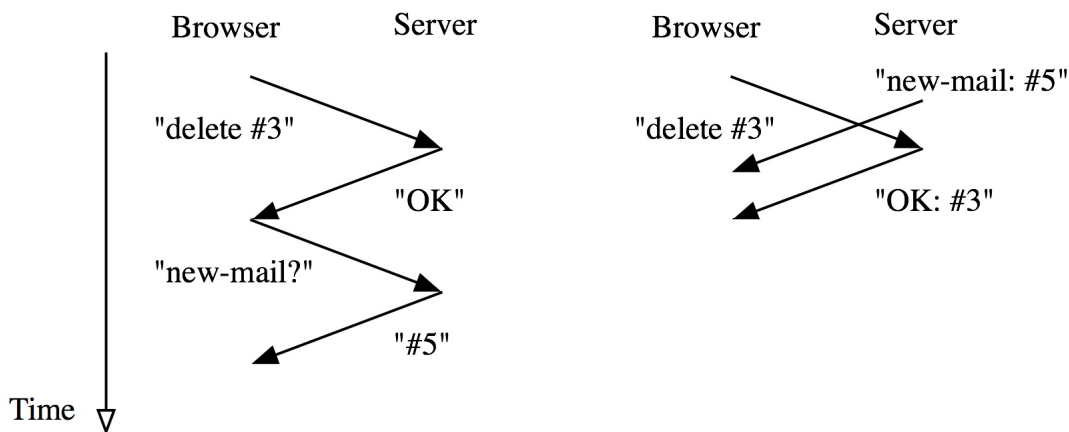 Browser
Server
"delete #3"
"OK"
"new-mail?"
"#5"
Time
Browser
Server
"new-mail: #5"
"delete #3"
"OK: #3"